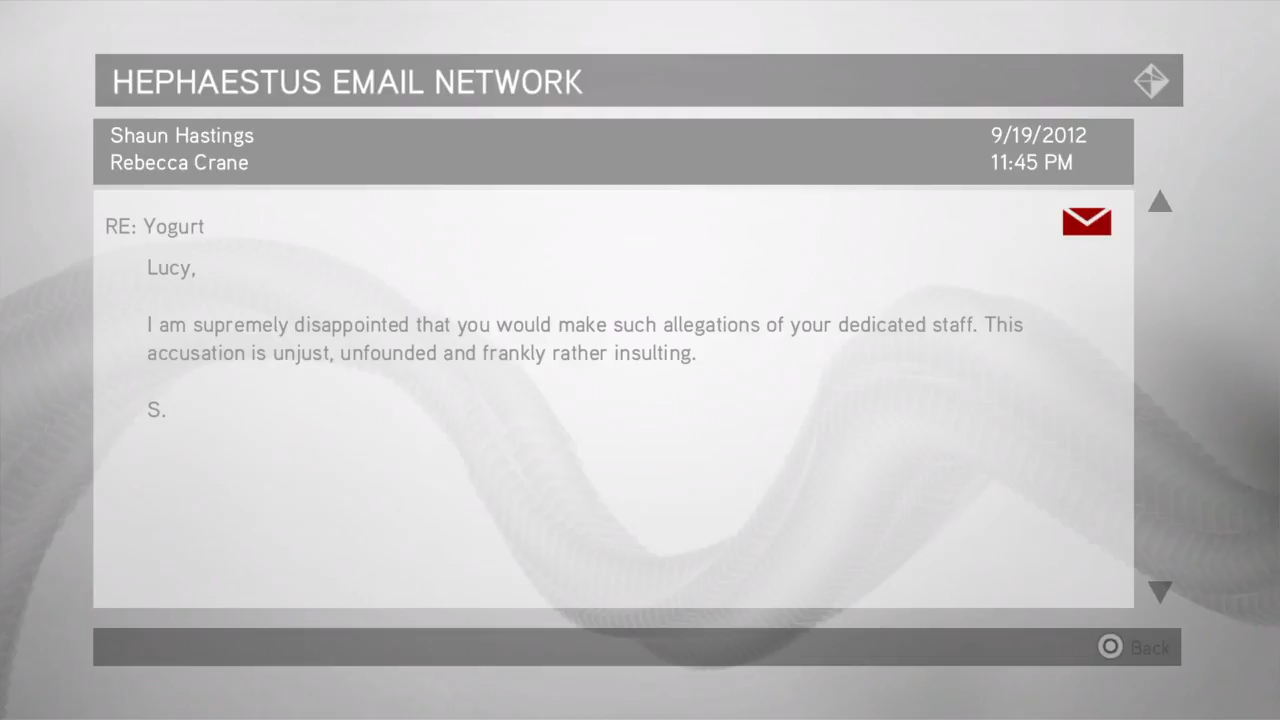 HEPHAESTUS EMAIL NETWORK
Shaun Hastings
9/19/2012
Rebecca Crane
11:45 PM
RE: Yogurt
Lucy,
I am supremely disappointed that you would make such allegations of your dedicated staff. This
accusation is unjust, unfounded and frankly rather insulting.
S.
Back